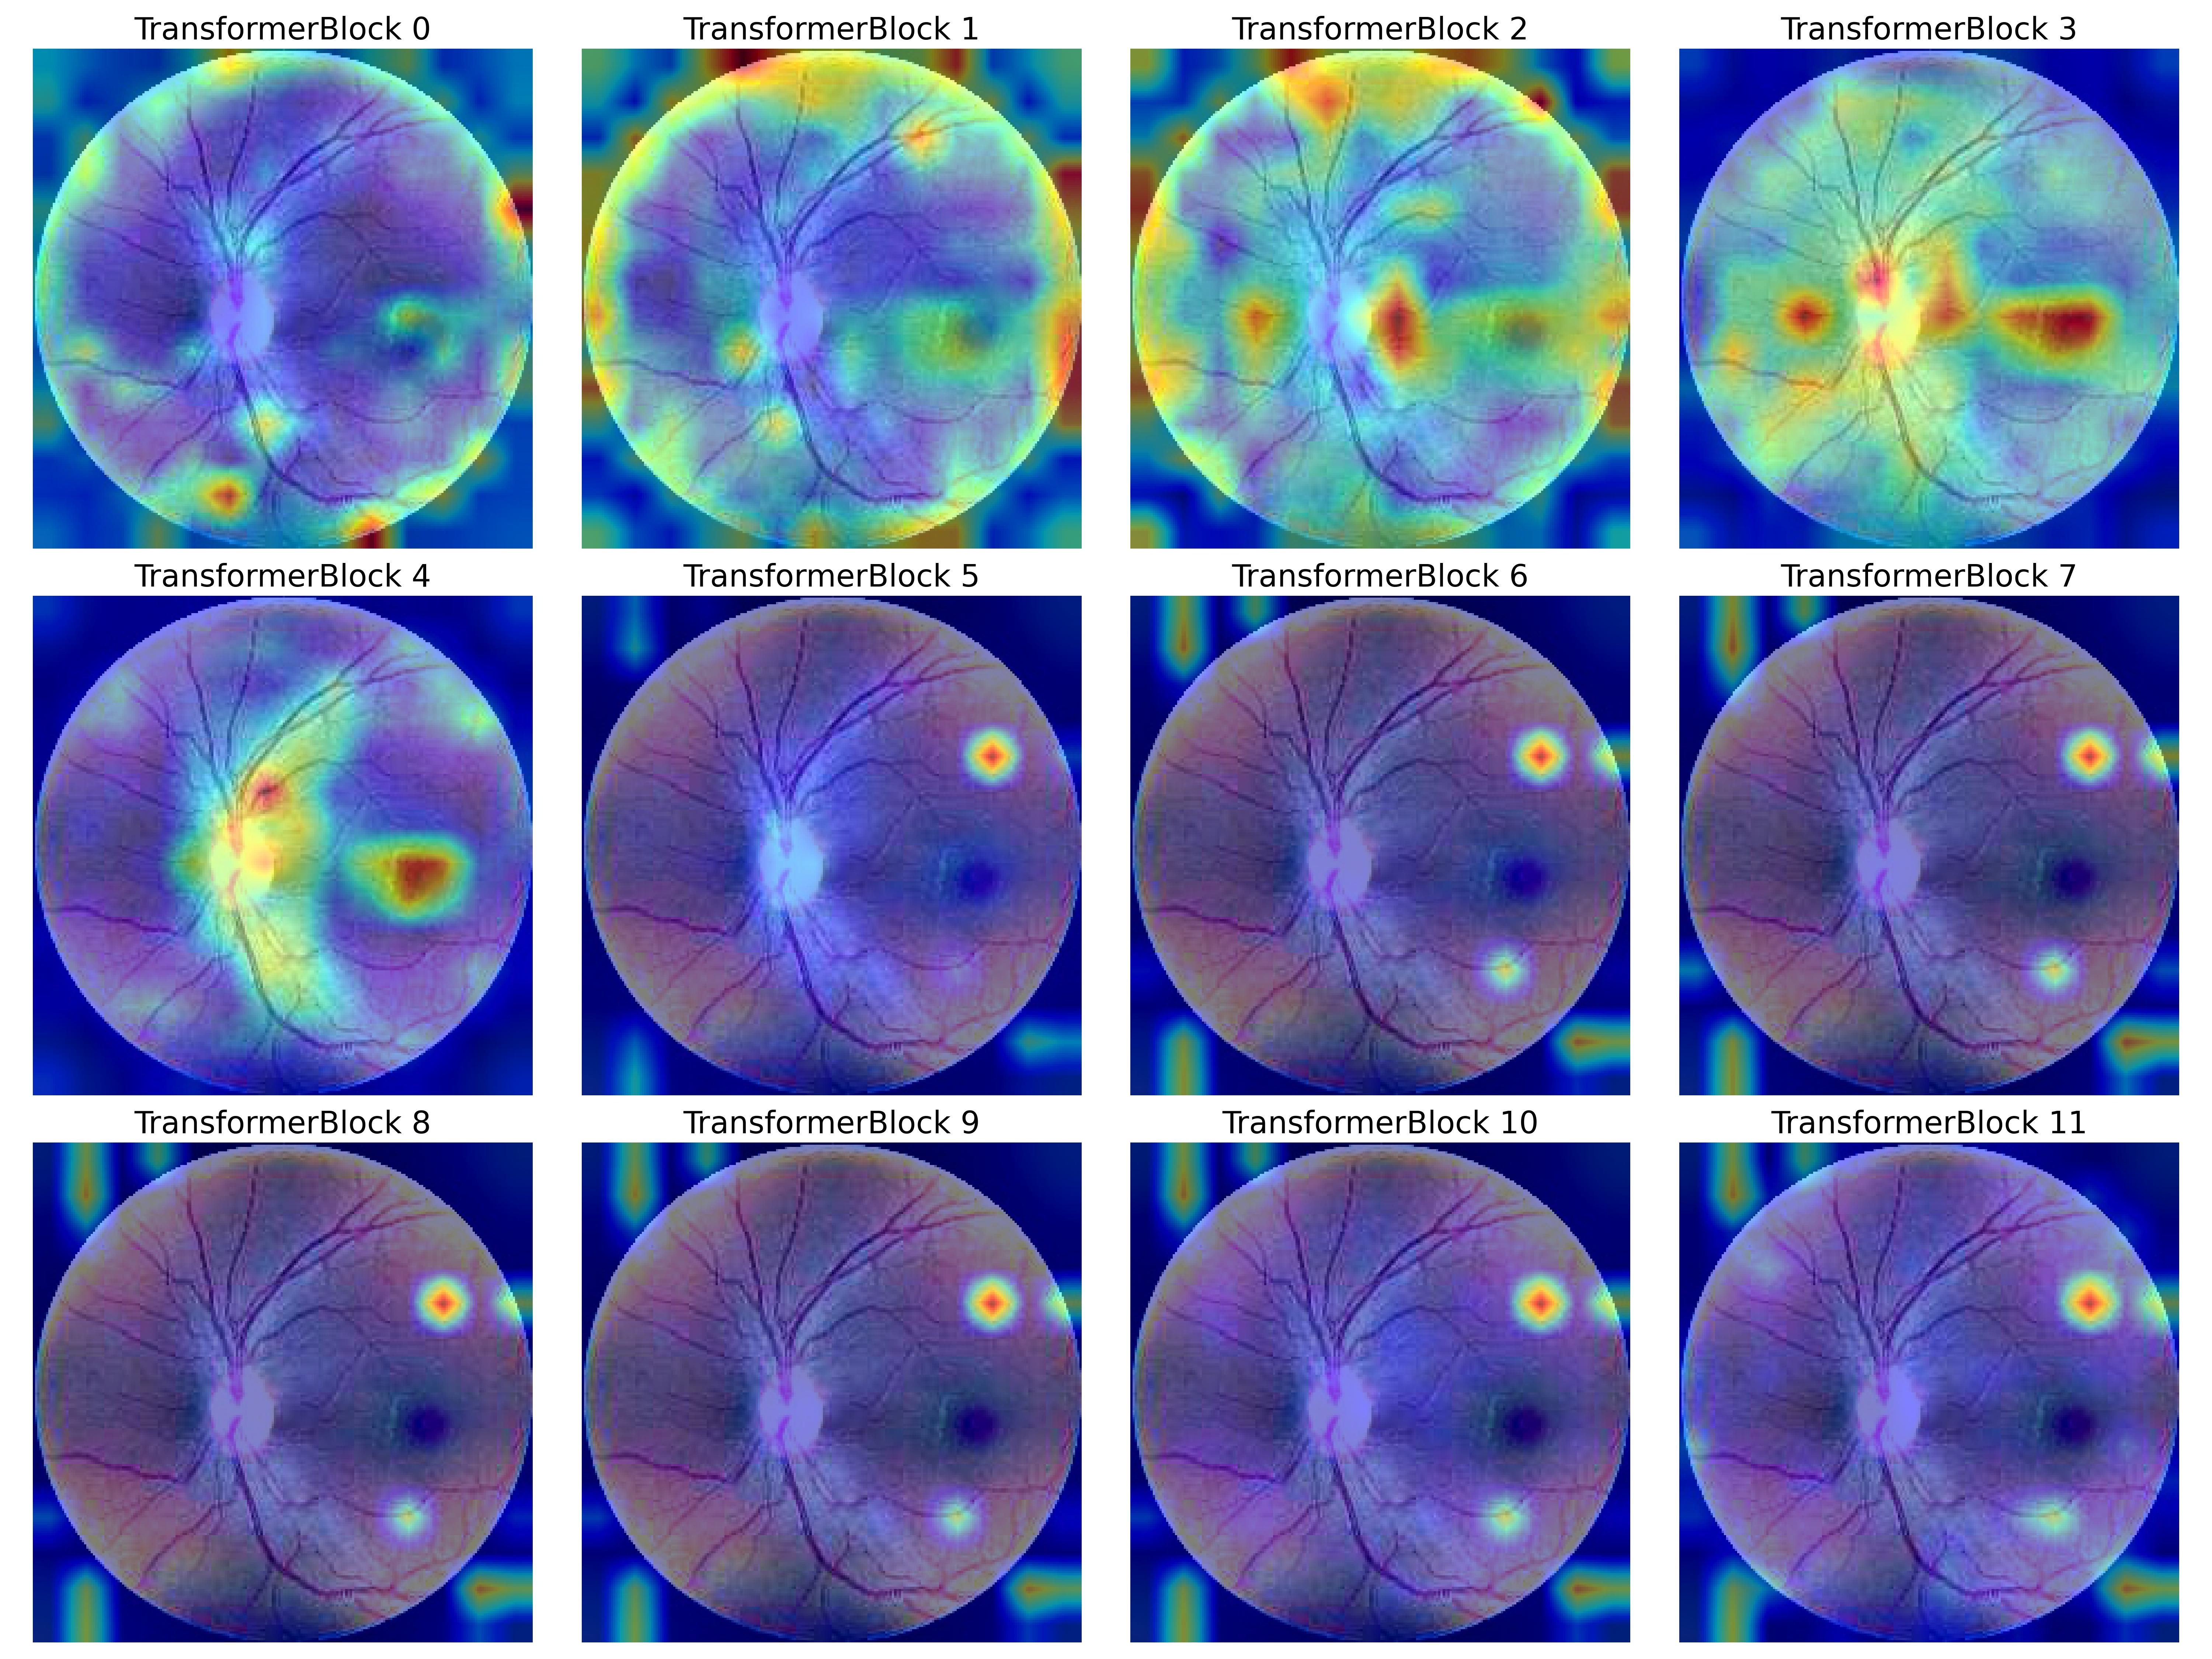 TransformerBlock 0
TransformerBlock 1
TransformerBlock 2
TransformerBlock 3
TransformerBlock 4
TransformerBlock 5
TransformerBlock 6
TransformerBlock 7
TransformerBlock 8
TransformerBlock 9
TransformerBlock 10
TransformerBlock 11